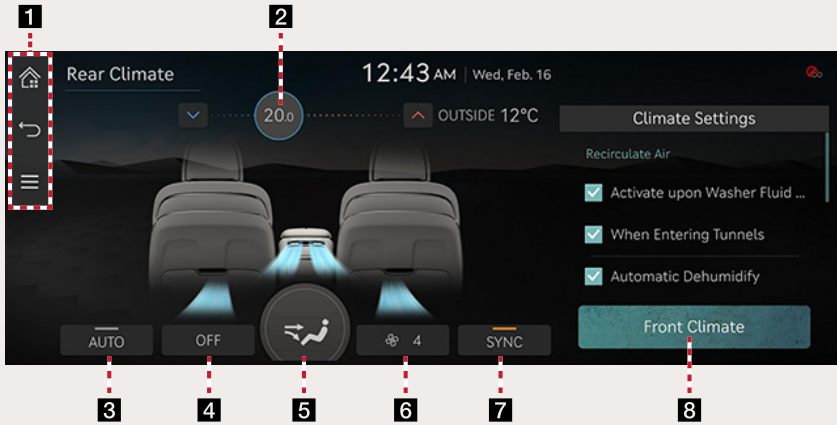 1
2
Rear Climate
12:43 AM | Wed, Feb. 16
20.0
OUTSIDE 12°C
Climate Settings
Recirculate Air
Activate upon Washer Fluid ...
When Entering Tunnels
Automatic Dehumidify
Front Climate
AUTO
OFF
4
SYNC
3
4
5
6
7
8